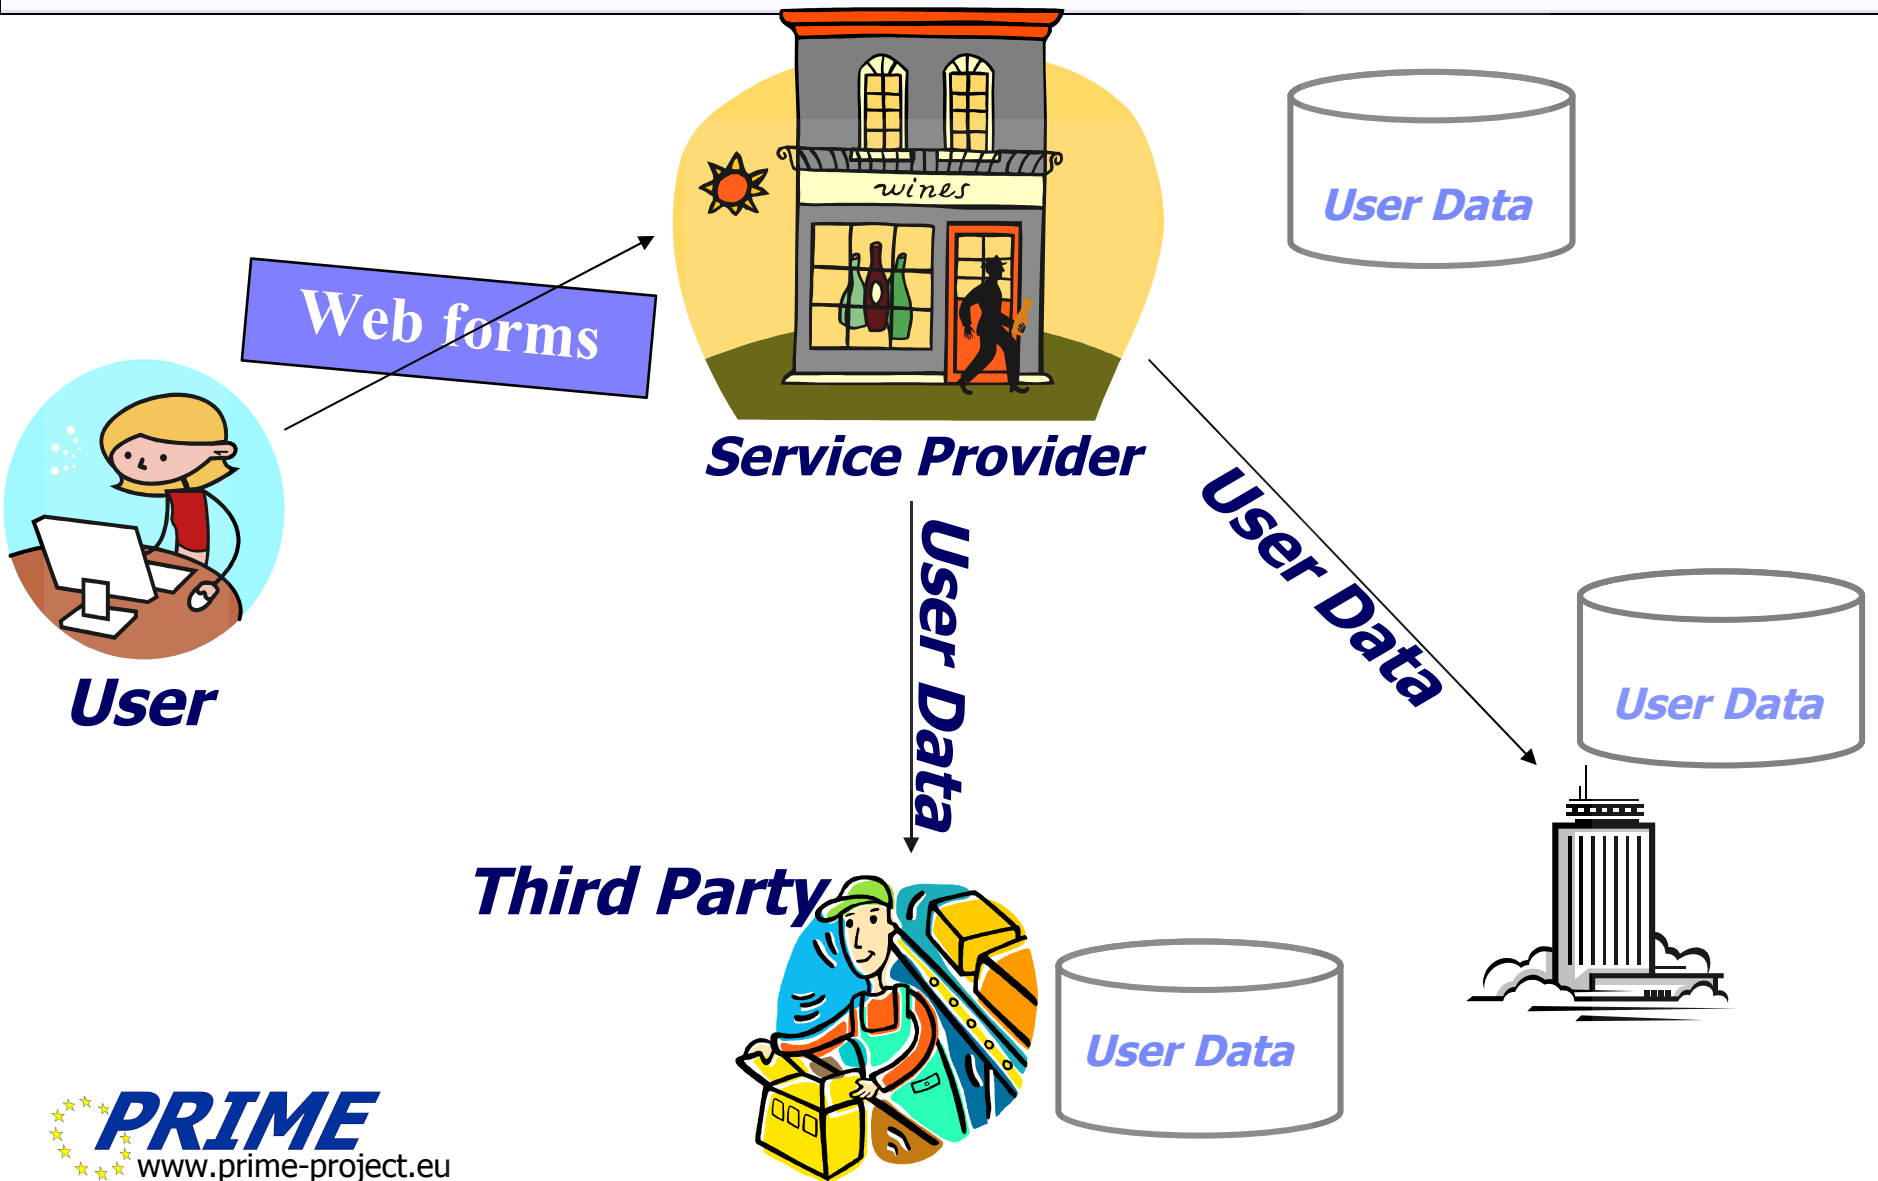 wines
User Data
Web forms
Service Provider
User Data
User Data
User Data
User
Third Party
User Data
PRIME
www.prime-project.eu